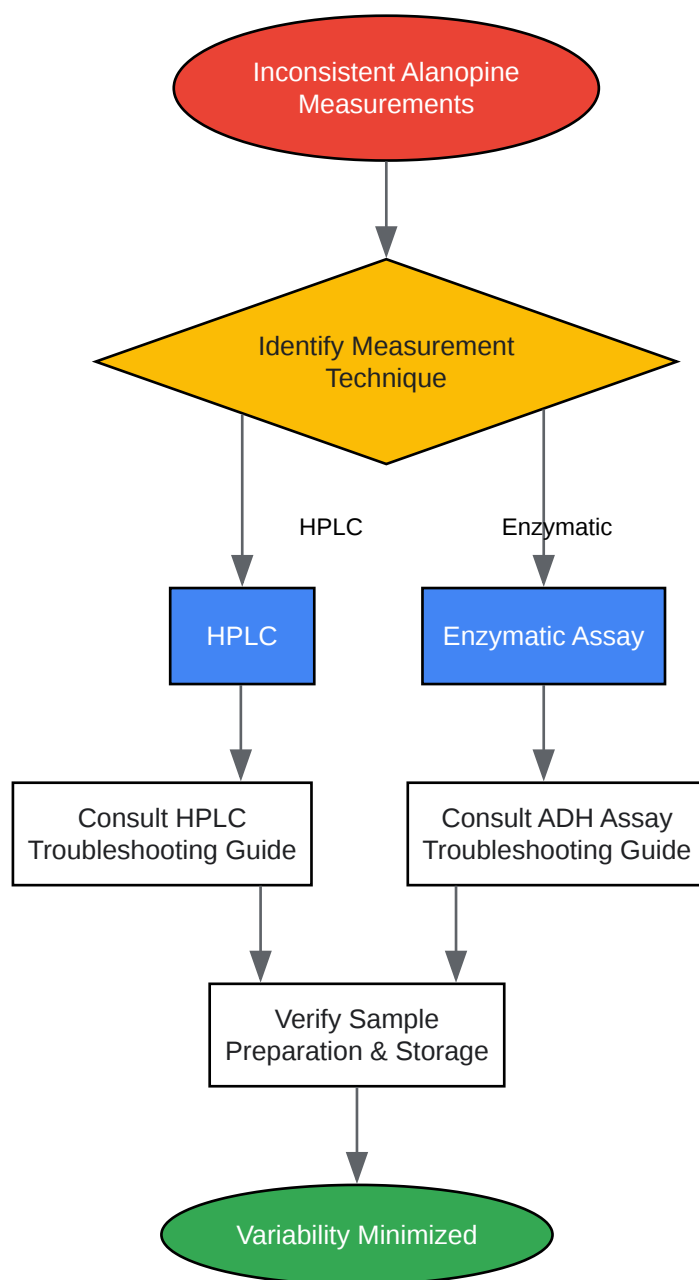 Inconsistent Alanopine
Measurements
Identify Measurement
Technique
HPLC
Enzymatic
HPLC
Enzymatic Assay
Consult HPLC
Troubleshooting Guide
Consult ADH Assay
Troubleshooting Guide
Verify Sample
Preparation & Storage
Variability Minimized